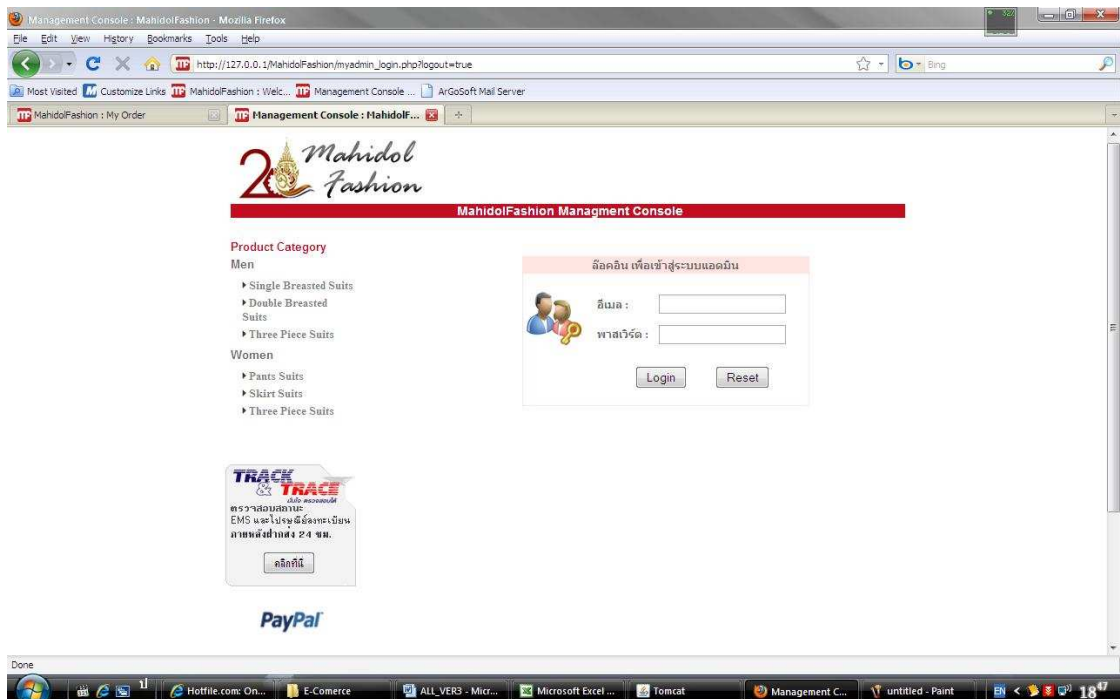 Management Console : MahidolFashion - Mozilla Firefox
File Edit View History Bookmarks Tools Help
http://127.0.0.1/MahidolFashion/myadmin_login.php?logout=true
Bing
Most Visited Customize Links MahidolFashion : Welc... Management Console ... ArGoSoft Mail Server
MahidolFashion : My Order
Management Console : MahidolF...
Mahidol
Fashion
MahidolFashion Managment Console
Product Category
Men
Single Breasted Suits
Double Breasted
Suits
Three Piece Suits
Women
Pants Suits
Skirt Suits
Three Piece Suits
ล๊อคอิน เพื่อเข้าสู่ระบบแอดมิน
อีเมล :
พาสเวิร์ด :
Login Reset
TRACK
& TRACE
ตรวจสอบสถานะ
EMS และไปรษณีย์ลงทะเบียน
ภายหลังฝากส่ง 24 ชม.
คลิกที่นี่
PayPal
Done
Hotfile.com: On... E-Comerce ALL_VER3 - Micr... Microsoft Excel ... Tomcat Management C... untitled - Paint EN 18 47